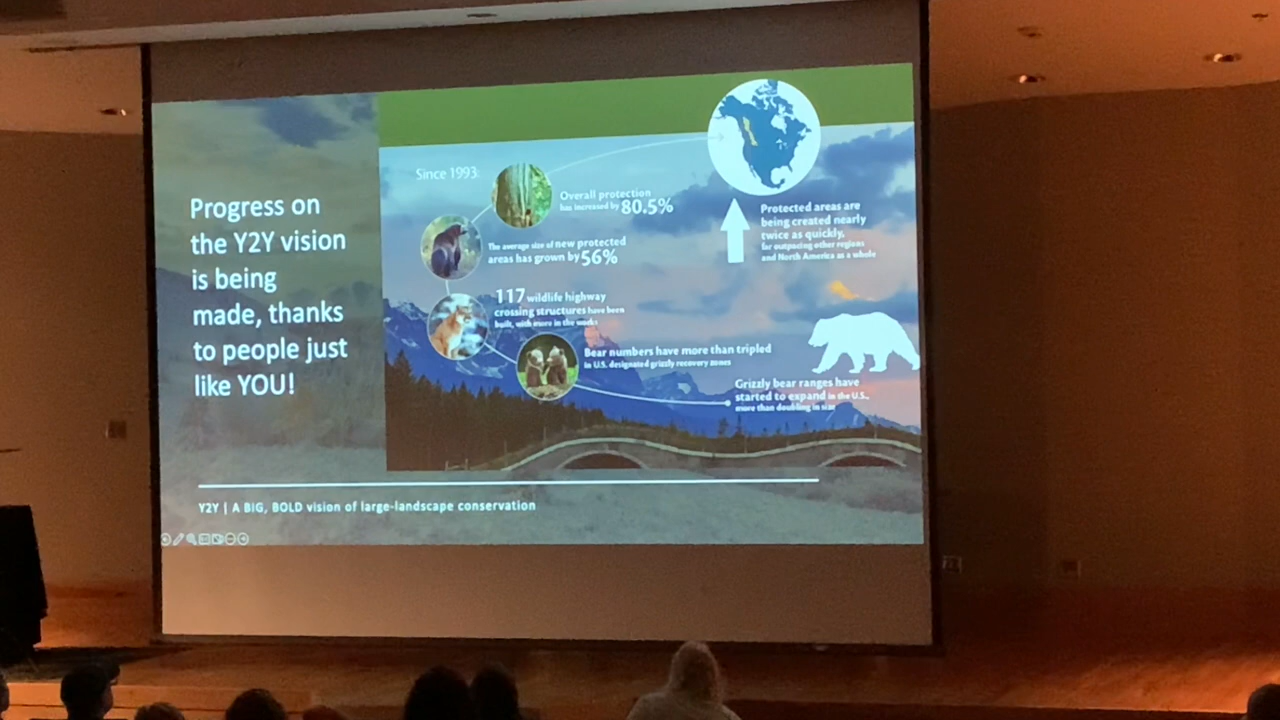 Progress on
the Y2Y vision
is being
made, thanks
to people just
like YOU!
Since 1993:
Overall protection
has increased by 80.5%
The average size of new protected
areas has grown by 56%
117 wildlife highway
crossing structures have been
built, with more in the works
Bear numbers have more than tripled
in U.S. designated grizzly recovery zones
Grizzly bear ranges have
started to expand in the U.S.,
more than doubling in size
Protected areas are
being created nearly
twice as quickly,
far outpacing other regions
and North America as a whole
Y2Y | A BIG, BOLD vision of large-landscape conservation